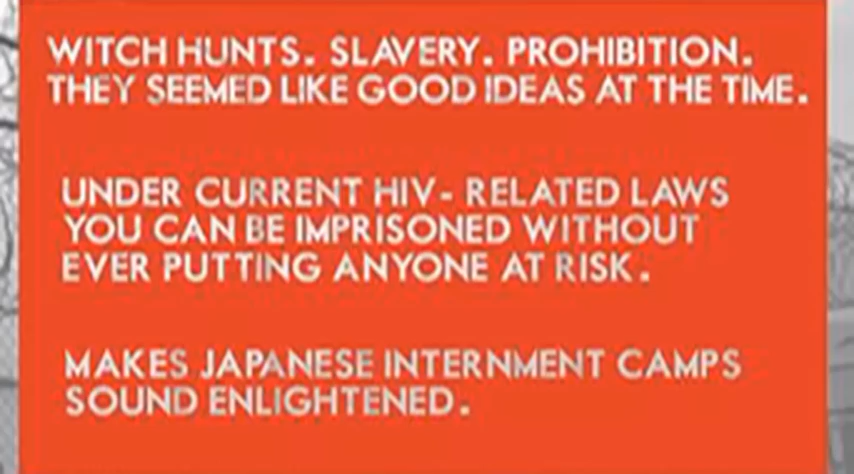 WITCH HUNTS. SLAVERY. PROHIBITION.
THEY SEEMED LIKE GOOD IDEAS AT THE TIME.
UNDER CURRENT HIV- RELATED LAWS
YOU CAN BE IMPRISONED WITHOUT
EVER PUTTING ANYONE AT RISK.
MAKES JAPANESE INTERNMENT CAMPS
SOUND ENLIGHTENED.